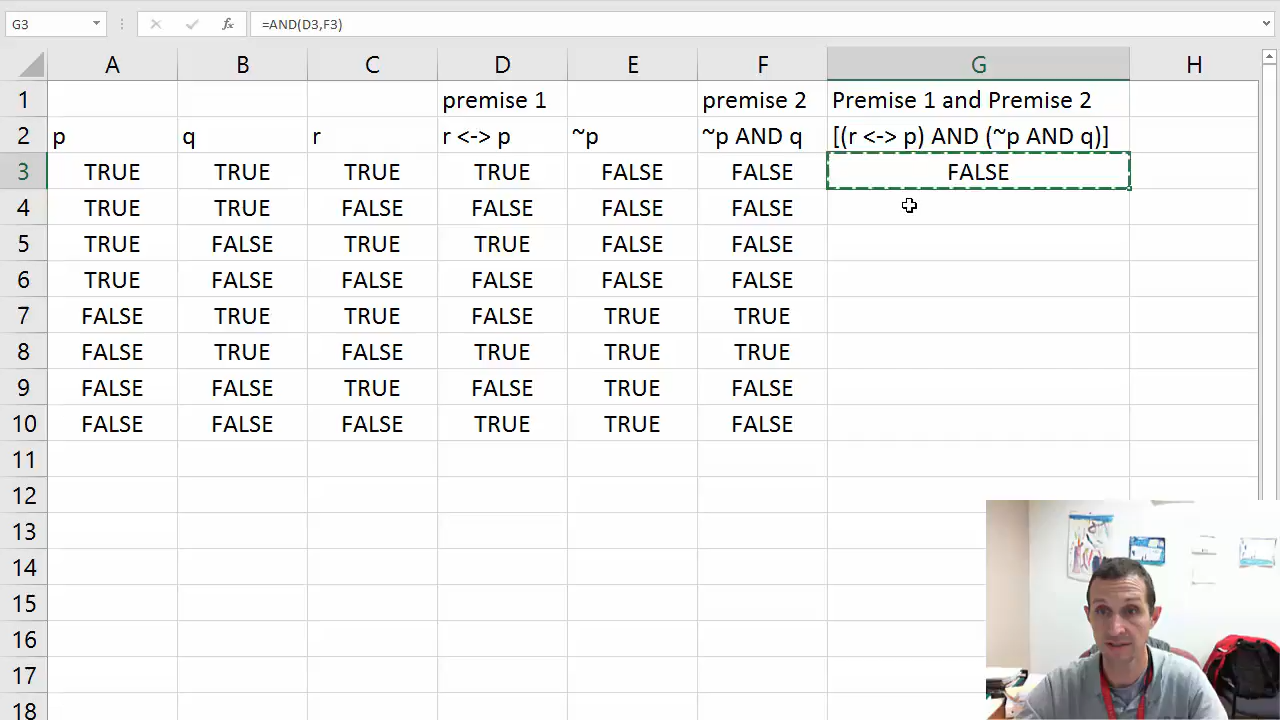 G3 fx =AND(D3,F3)
A B C D E F G H
1 premise 1 premise 2 Premise 1 and Premise 2
2 p q r r <-> p ~p ~p AND q [(r <-> p) AND (~p AND q)]
3 TRUE TRUE TRUE TRUE FALSE FALSE FALSE
4 TRUE TRUE FALSE FALSE FALSE FALSE
5 TRUE FALSE TRUE TRUE FALSE FALSE
6 TRUE FALSE FALSE FALSE FALSE FALSE
7 FALSE TRUE TRUE FALSE TRUE TRUE
8 FALSE TRUE FALSE TRUE TRUE TRUE
9 FALSE FALSE TRUE FALSE TRUE FALSE
10 FALSE FALSE FALSE TRUE TRUE FALSE
11
12
13
14
15
16
17
18